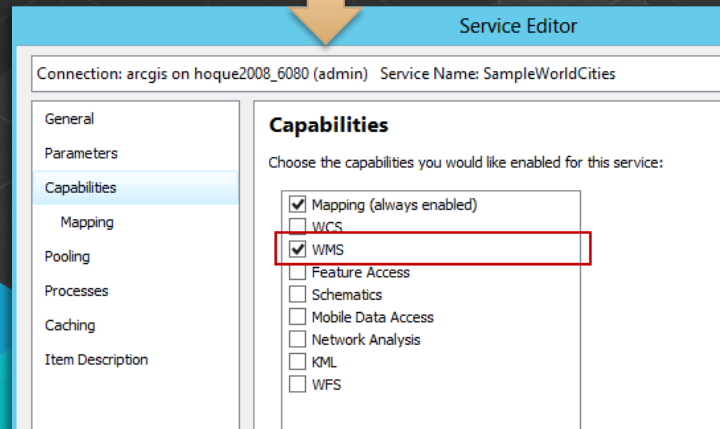 Service Editor
Connection: arcgis on hoque2008_6080 (admin)   Service Name: SampleWorldCities
General
Parameters
Capabilities
Mapping
Pooling
Processes
Caching
Item Description
Capabilities
Choose the capabilities you would like enabled for this service:
Mapping (always enabled)
WCS
WMS
Feature Access
Schematics
Mobile Data Access
Network Analysis
KML
WFS